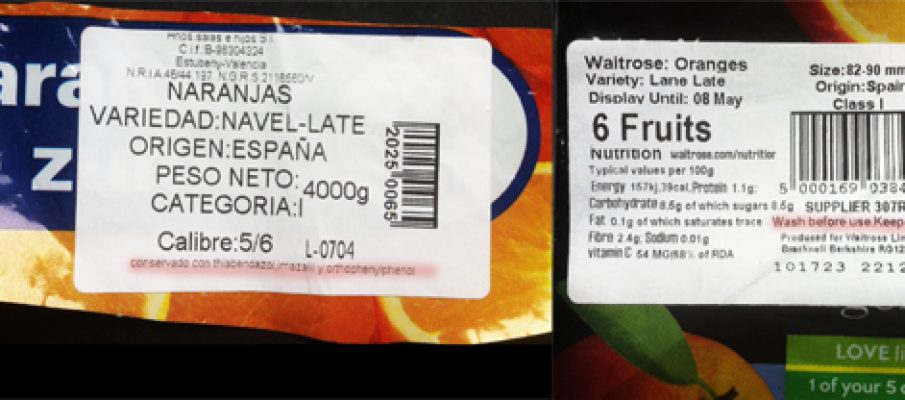 ara
z
Hnos salas e hijos S.l.
C.i.f.:B-96304324
Estubeny-Valencia
NARANJAS
VARIEDAD:NAVEL-LATE
ORIGEN:ESPAÑA
PESO NETO: 4000g
CATEGORIA:I
Calibre:5/6 L-0704
conservado con thiabendazol,imazalil y orthophenylphenol
2025 0065
Waitrose: Oranges
Variety: Lane Late
Display Until: 08 May
6 Fruits
Nutrition waitrose.com/nutrition
Typical values per 100g
Energy 157kj,39cal,Protein 1.1g:
Carbohydrate 8.5g of which sugars 8.5g
Fat 0.1g of which saturates trace
Fibre 2.4g; Sodium 0.01g
vitamin C 54 MG/68% of RDA
Size:82-90 mm
Origin:Spain
Class I
5 000169 0384
SUPPLIER 307R
Wash before use.Keep
Produced for Waitrose Lim
Bracknell Berkshire RG12
101723 2212
LOVE li
1 of your 5 d